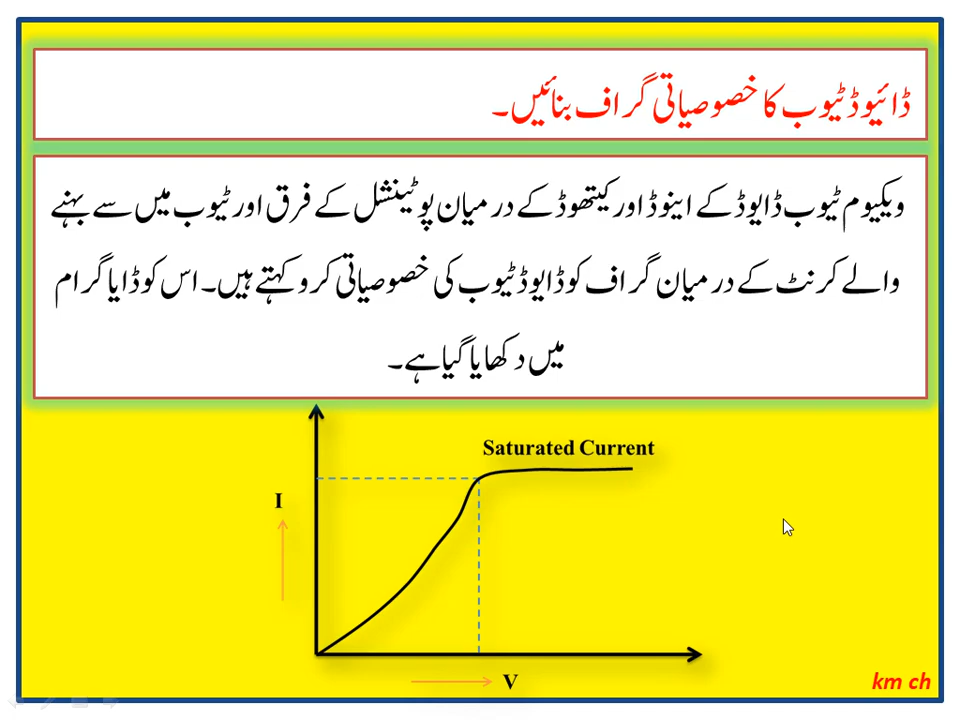 ڈائیوڈ ٹیوب کا خصوصیاتی گراف بنائیں۔
ویکیوم ٹیوب ڈایوڈ کے اینوڈ اور کیتھوڈ کے درمیان پوٹینشل کے فرق اور ٹیوب میں سے بہنے
والے کرنٹ کے درمیان گراف کو ڈایوڈ ٹیوب کی خصوصیاتی کرو کہتے ہیں۔ اس کو ڈایا گرام
میں دکھایا گیا ہے۔
Saturated Current
I
V
km ch